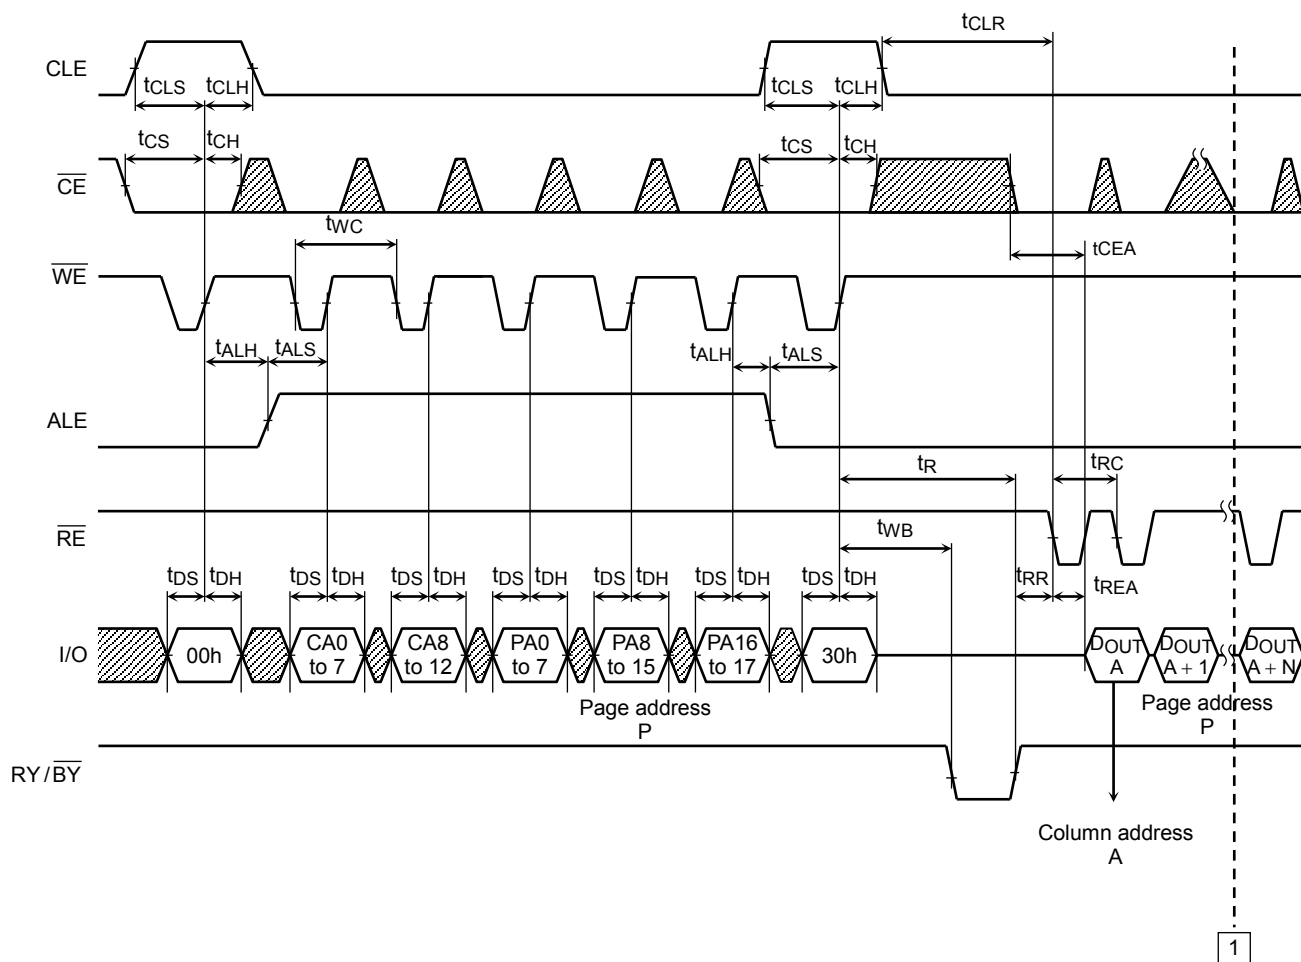 tCLR
CLE
tCLS tCLH tCLS tCLH
tCS tCH tCS tCH
CE
tWC
tCEA
WE
tALH tALS tALH tALS
ALE
tR tRC
tWB
RE
tDS tDH tDS tDH tDS tDH tDS tDH tDS tDH tDS tDH tDS tDH tRR tREA
I/O
00h
CA0 to 7
CA8 to 12
PA0 to 7
PA8 to 15
PA16 to 17
30h
DOUT A
DOUT A + 1
DOUT A + N
Page address P
Page address P
RY/BY
Column address A
1